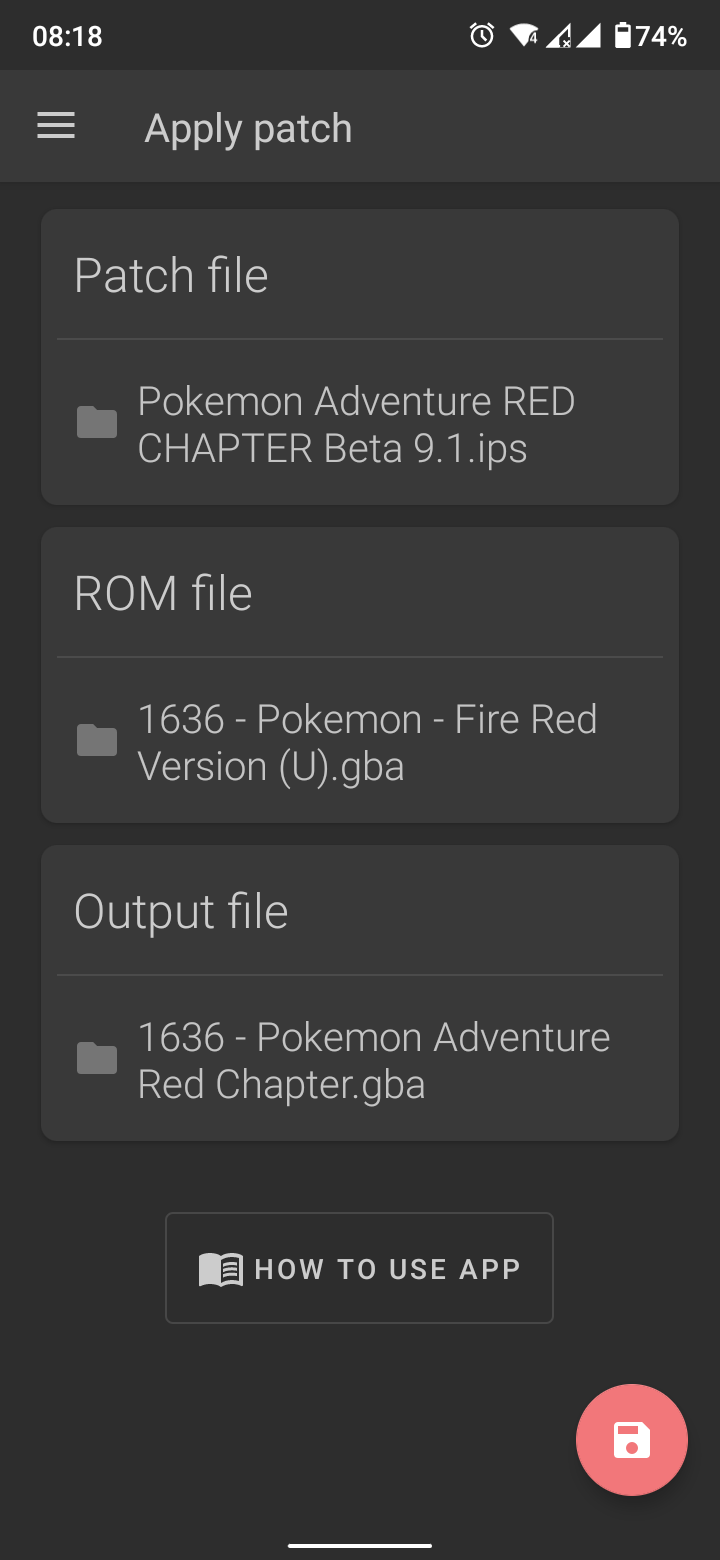 08:18
4
x
74%
Apply patch
Patch file
Pokemon Adventure RED
CHAPTER Beta 9.1.ips
ROM file
1636 - Pokemon - Fire Red
Version (U).gba
Output file
1636 - Pokemon Adventure
Red Chapter.gba
HOW TO USE APP